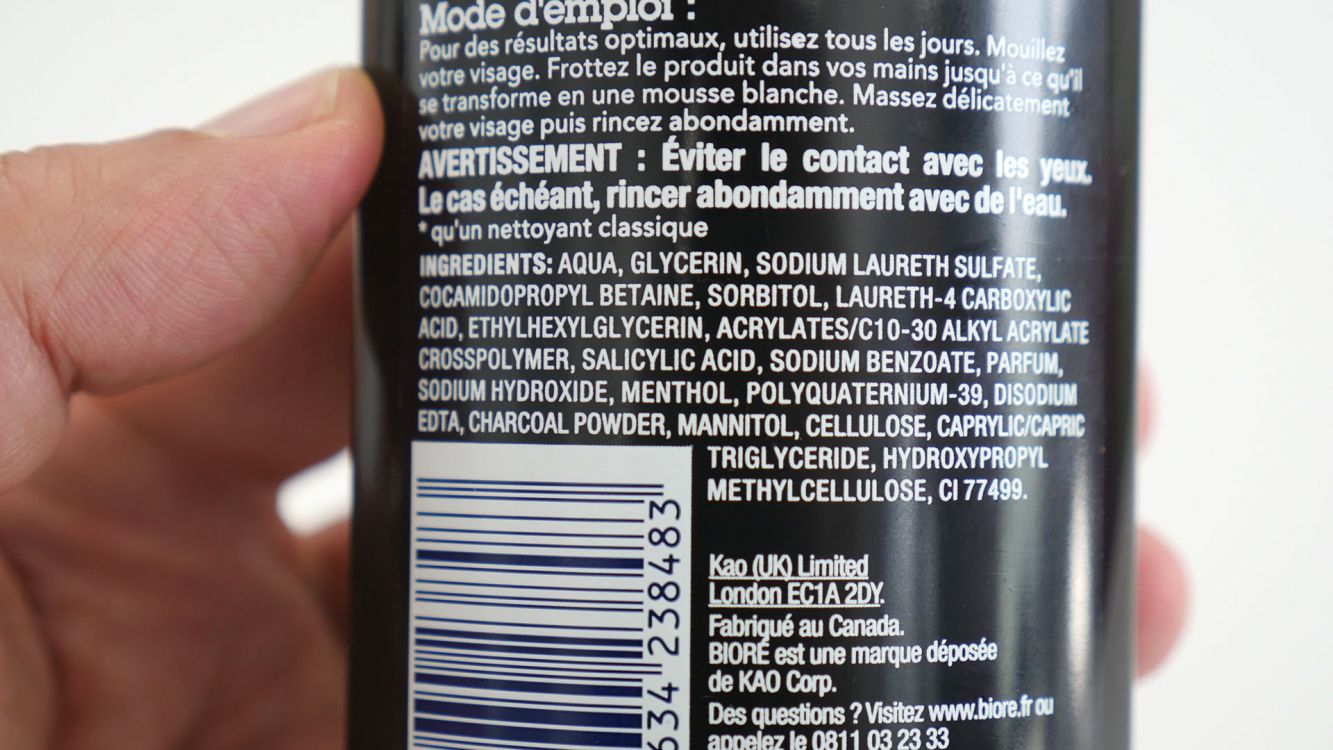 Mode d'emploi :
Pour des résultats optimaux, utilisez tous les jours. Mouillez
votre visage. Frottez le produit dans vos mains jusqu'à ce qu'il
se transforme en une mousse blanche. Massez délicatement
votre visage puis rincez abondamment.
AVERTISSEMENT : Éviter le contact avec les yeux.
Le cas échéant, rincer abondamment avec de l'eau.
* qu'un nettoyant classique
INGREDIENTS: AQUA, GLYCERIN, SODIUM LAURETH SULFATE,
COCAMIDOPROPYL BETAINE, SORBITOL, LAURETH-4 CARBOXYLIC
ACID, ETHYLHEXYLGLYCERIN, ACRYLATES/C10-30 ALKYL ACRYLATE
CROSSPOLYMER, SALICYLIC ACID, SODIUM BENZOATE, PARFUM,
SODIUM HYDROXIDE, MENTHOL, POLYQUATERNIUM-39, DISODIUM
EDTA, CHARCOAL POWDER, MANNITOL, CELLULOSE, CAPRYLIC/CAPRIC
TRIGLYCERIDE, HYDROXYPROPYL
METHYLCELLULOSE, CI 77499.
634 238483
Kao (UK) Limited
London EC1A 2DY.
Fabriqué au Canada.
BIORÉ est une marque déposée
de KAO Corp.
Des questions ? Visitez www.biore.fr ou
appelez le 0811 03 23 33